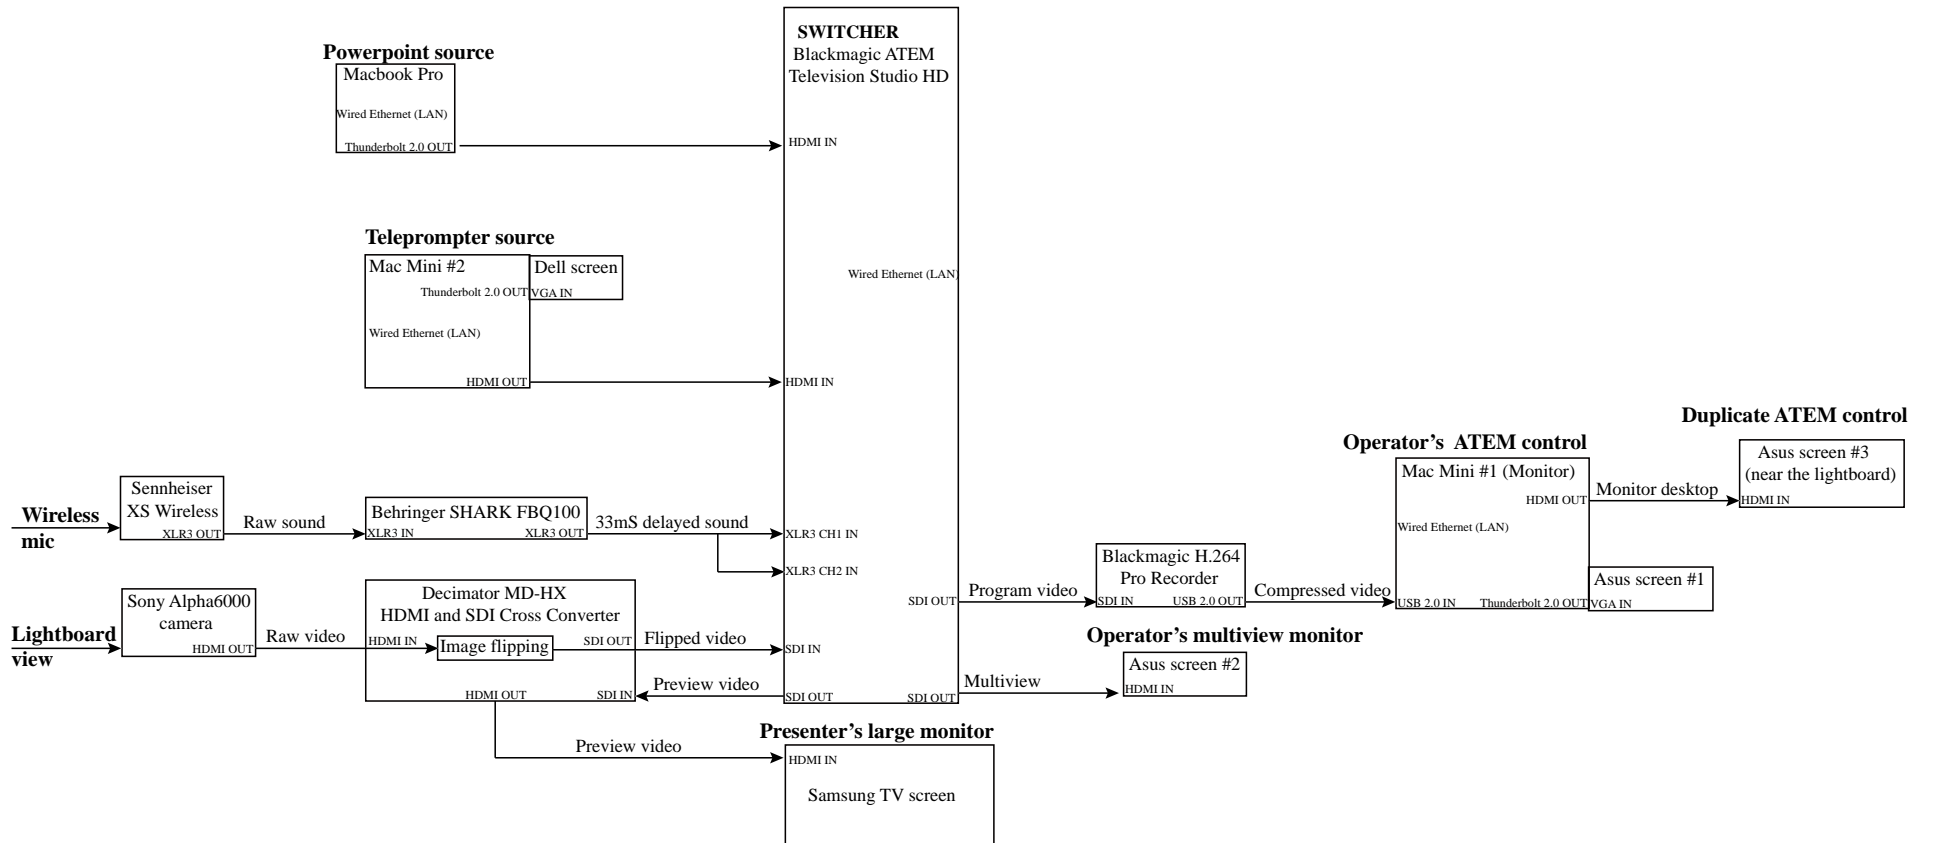 SWITCHER
Blackmagic ATEM
Television Studio HD
HDMI IN
Wired Ethernet (LAN)
HDMI IN
XLR3 CH1 IN
XLR3 CH2 IN
SDI OUT
SDI IN
SDI OUT
SDI OUT
Powerpoint source
Macbook Pro
Wired Ethernet (LAN)
Thunderbolt 2.0 OUT
Teleprompter source
Mac Mini #2
Thunderbolt 2.0 OUT
Wired Ethernet (LAN)
HDMI OUT
Dell screen
VGA IN
Wireless
mic
Sennheiser
XS Wireless
XLR3 OUT
Raw sound
Behringer SHARK FBQ100
XLR3 IN
XLR3 OUT
33mS delayed sound
Lightboard
view
Sony Alpha6000
camera
HDMI OUT
Raw video
Decimator MD-HX
HDMI and SDI Cross Converter
HDMI IN
Image flipping
SDI OUT
HDMI OUT
SDI IN
Flipped video
Preview video
Preview video
Presenter’s large monitor
HDMI IN
Samsung TV screen
Program video
Blackmagic H.264
Pro Recorder
SDI IN
USB 2.0 OUT
Compressed video
Multiview
Operator’s multiview monitor
Asus screen #2
HDMI IN
Operator’s ATEM control
Mac Mini #1 (Monitor)
HDMI OUT
Wired Ethernet (LAN)
USB 2.0 IN
Thunderbolt 2.0 OUT
Asus screen #1
VGA IN
Monitor desktop
Duplicate ATEM control
Asus screen #3
(near the lightboard)
HDMI IN